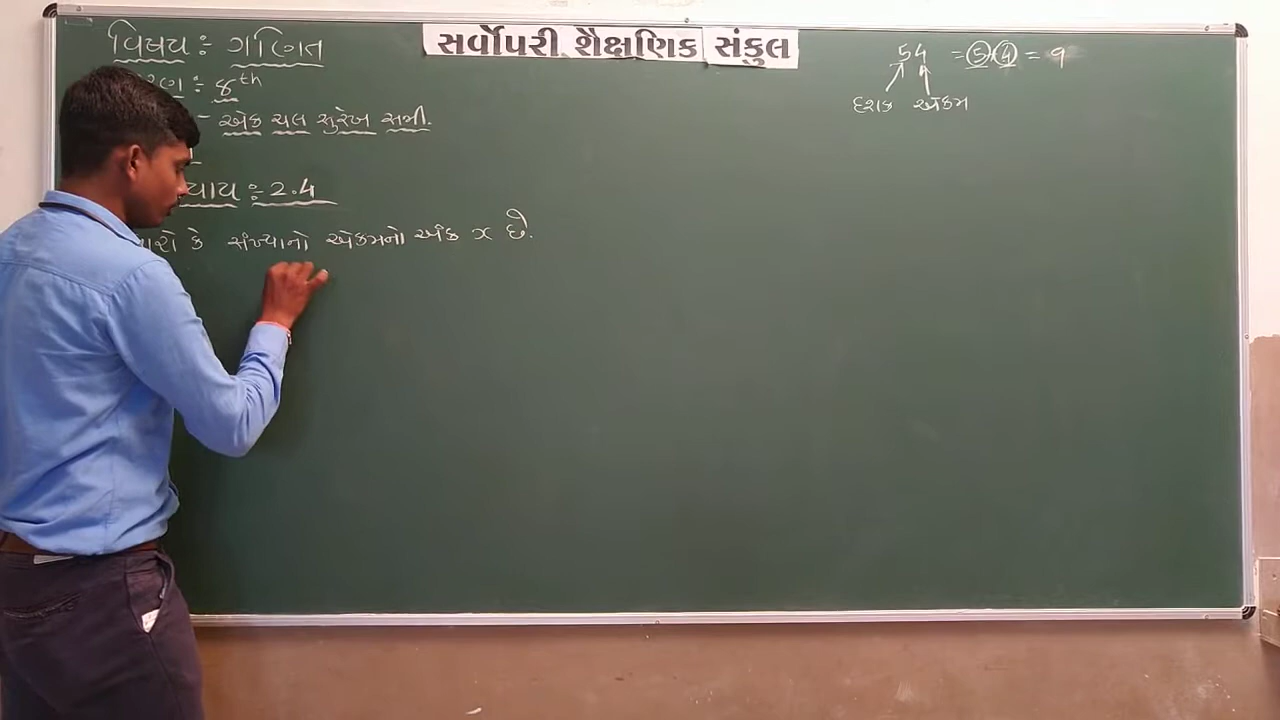 વિષય : ગણિત
સર્વોપરી શૈક્ષણિક સંકુલ
54 = 5+4 = 9
દશક એકમ
: 8th
- એક ચલ સુરેખ સમી.
: 2.4
કે સંખ્યાનો એકમનો અંક x છે.